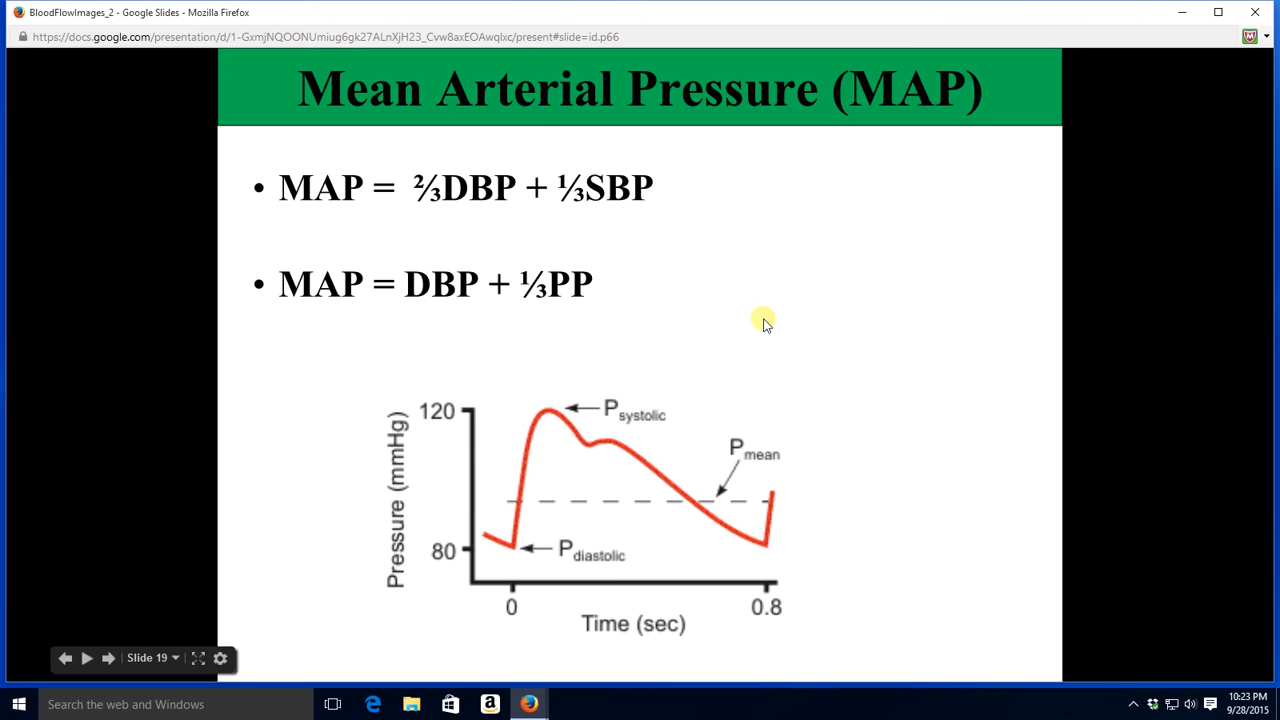 BloodFlowImages_2 - Google Slides - Mozilla Firefox
https://docs.google.com/presentation/d/1-GxmjNQOONUmiug6gk27ALnXjH23_Cvw8axEOAwqlxc/present#slide=id.p66
Mean Arterial Pressure (MAP)
• MAP = ⅔DBP + ⅓SBP
• MAP = DBP + ⅓PP
120
P systolic
P mean
Pressure (mmHg)
80
P diastolic
0
0.8
Time (sec)
Slide 19
Search the web and Windows
10:23 PM
9/28/2015